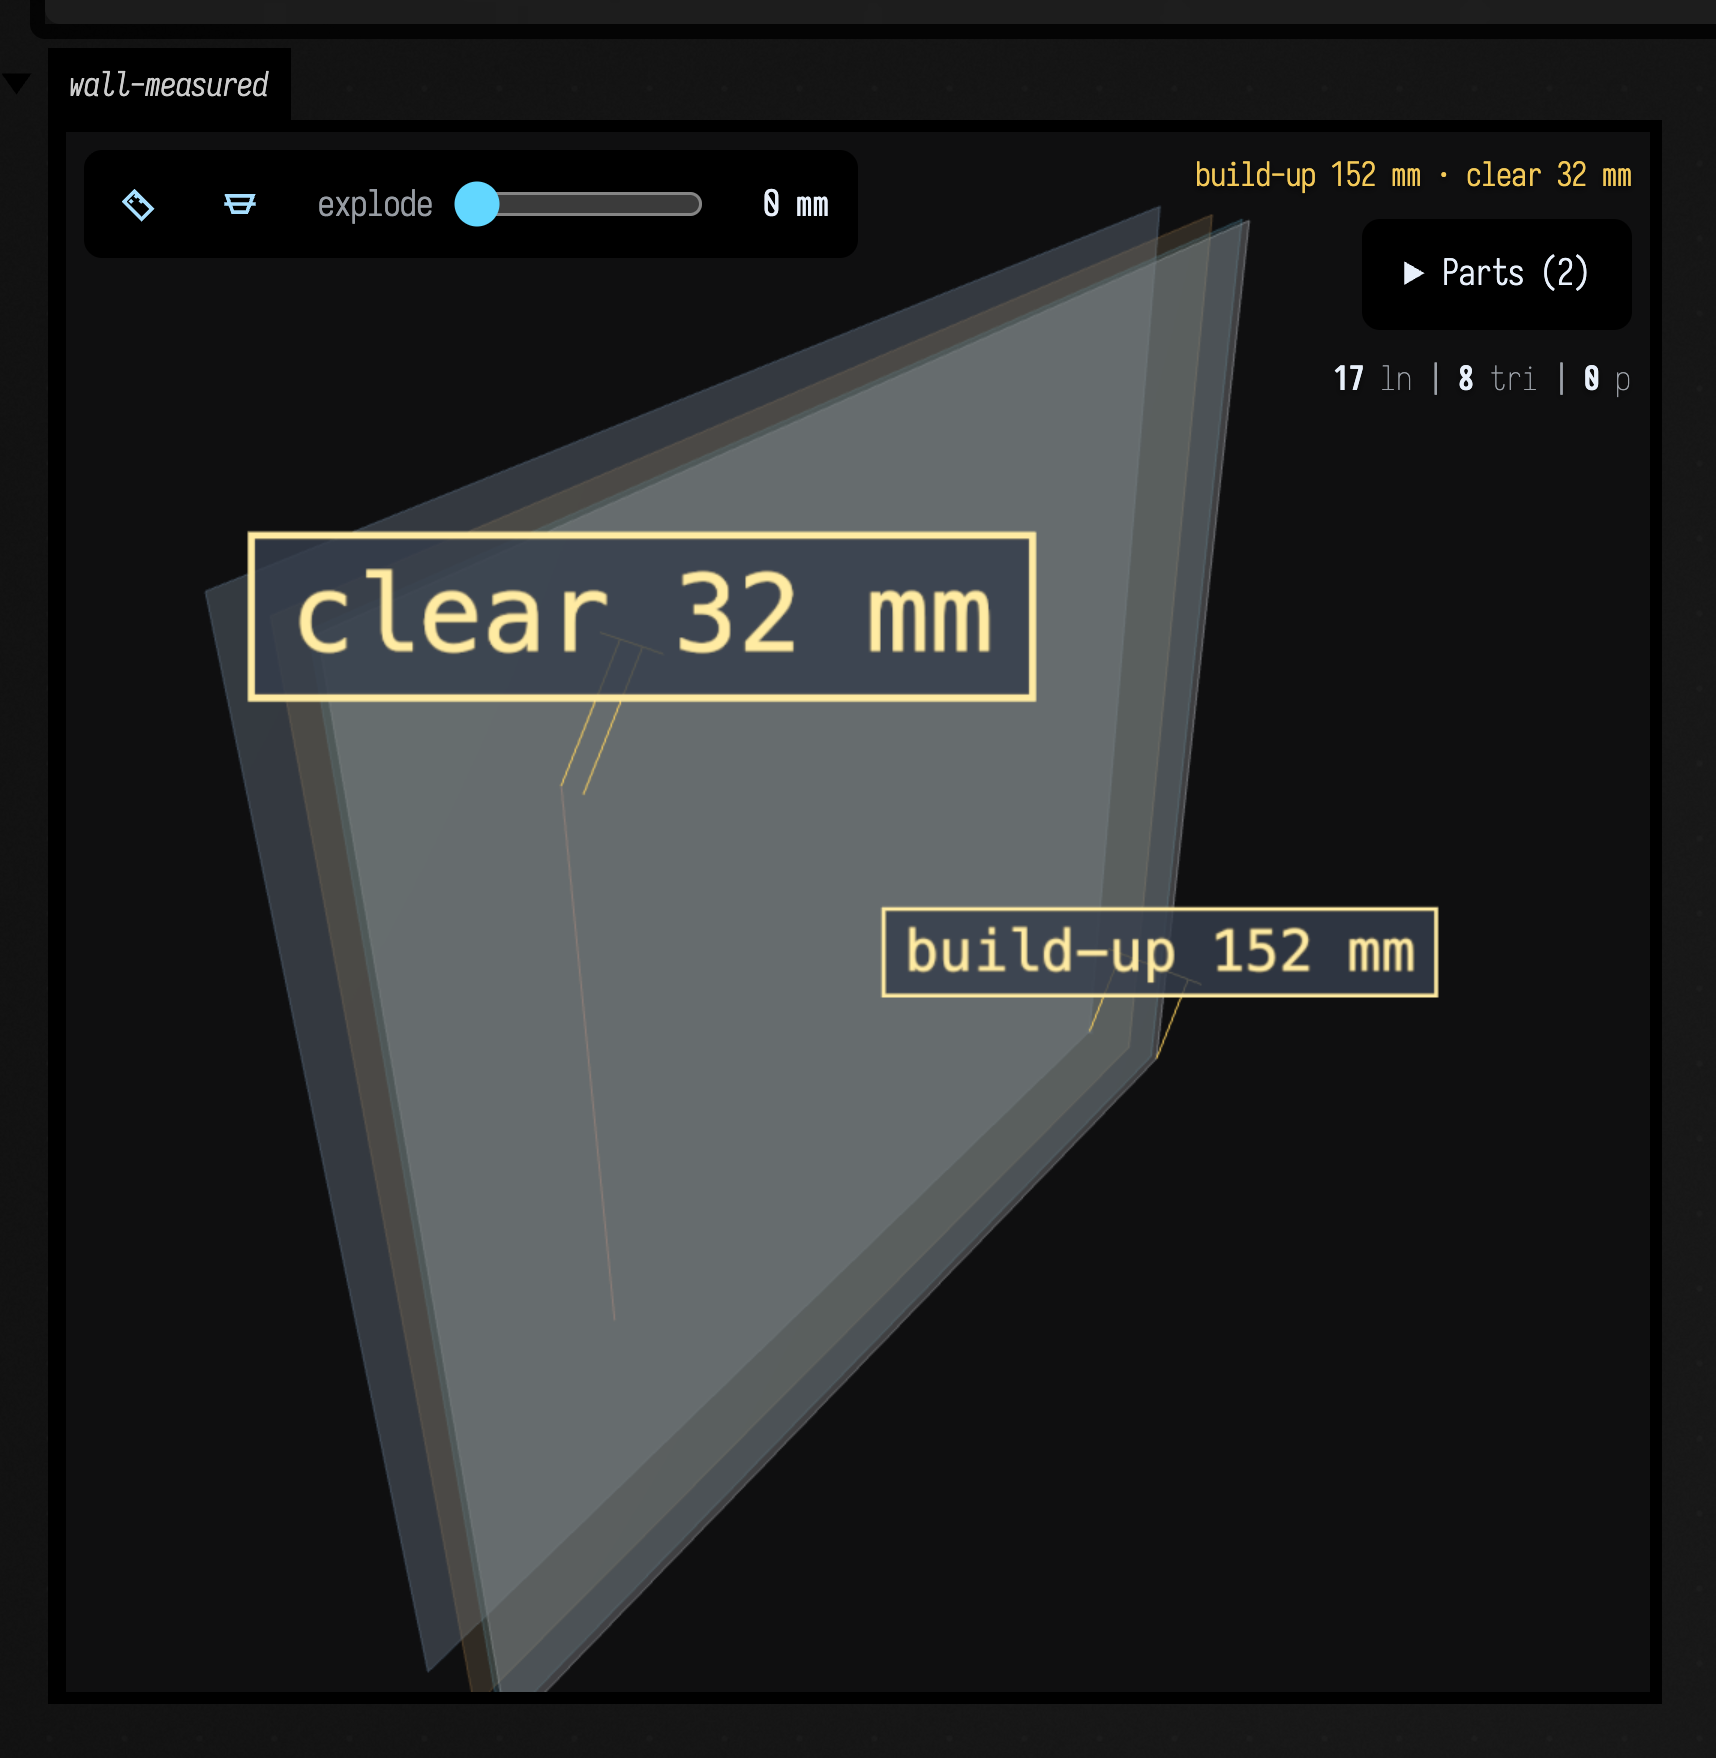 wall-measured
explode 0 mm
build-up 152 mm · clear 32 mm
▶ Parts (2)
17 ln | 8 tri | 0 p
clear 32 mm
build-up 152 mm